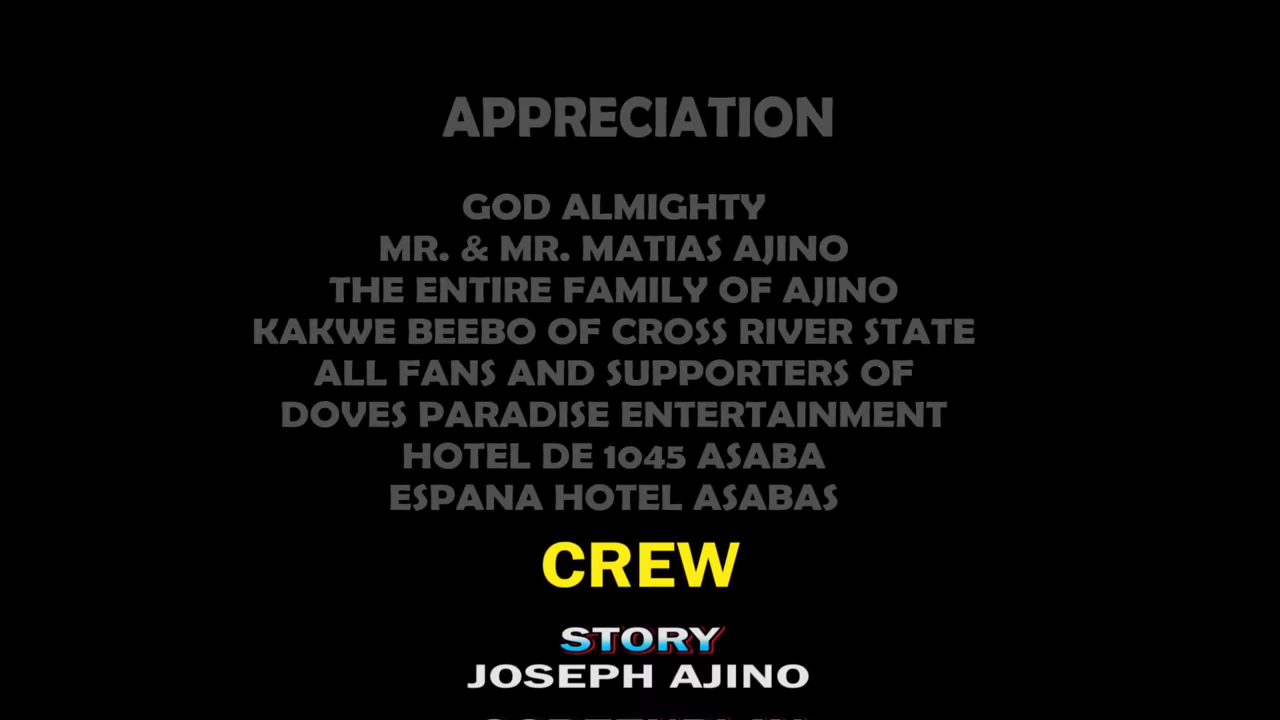 APPRECIATION
GOD ALMIGHTY
MR. & MR. MATIAS AJINO
THE ENTIRE FAMILY OF AJINO
KAKWE BEEBO OF CROSS RIVER STATE
ALL FANS AND SUPPORTERS OF
DOVES PARADISE ENTERTAINMENT
HOTEL DE 1045 ASABA
ESPANA HOTEL ASABAS
CREW
STORY
JOSEPH AJINO